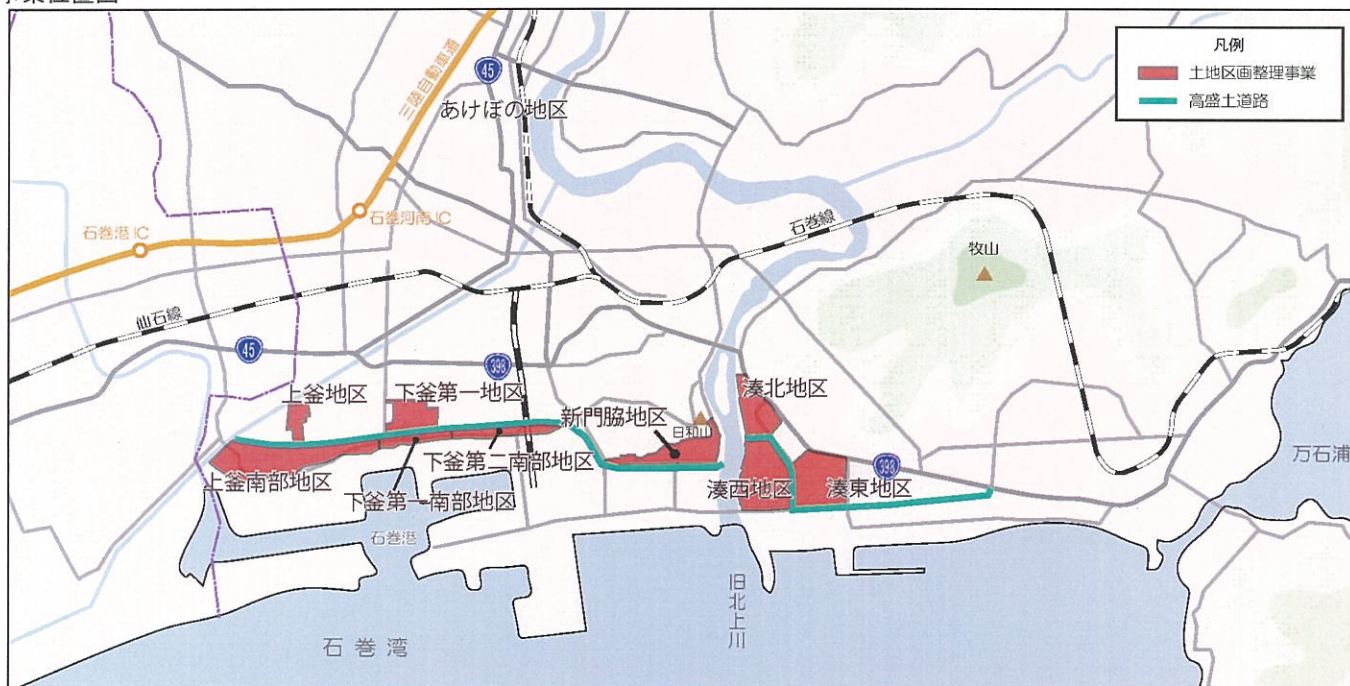 凡例
土地区画整理事業
高盛土道路
三陸自動車道
45
あけぼの地区
石巻河南IC
石巻港IC
石巻線
牧山
仙石線
45
398
上釜地区
下釜第一地区
湊北地区
新門脇地区
日和山
下釜第二南部地区
398
万石浦
上釜南部地区
下釜第一南部地区
湊西地区
湊東地区
石巻港
旧北上川
石巻湾